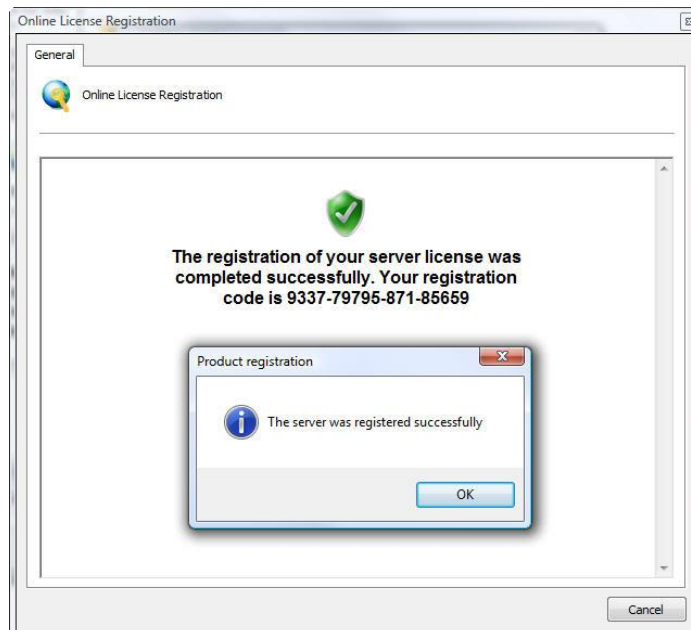 Online License Registration
General
Online License Registration
The registration of your server license was
completed successfully. Your registration
code is 9337-79795-871-85659
Product registration
The server was registered successfully
OK
Cancel